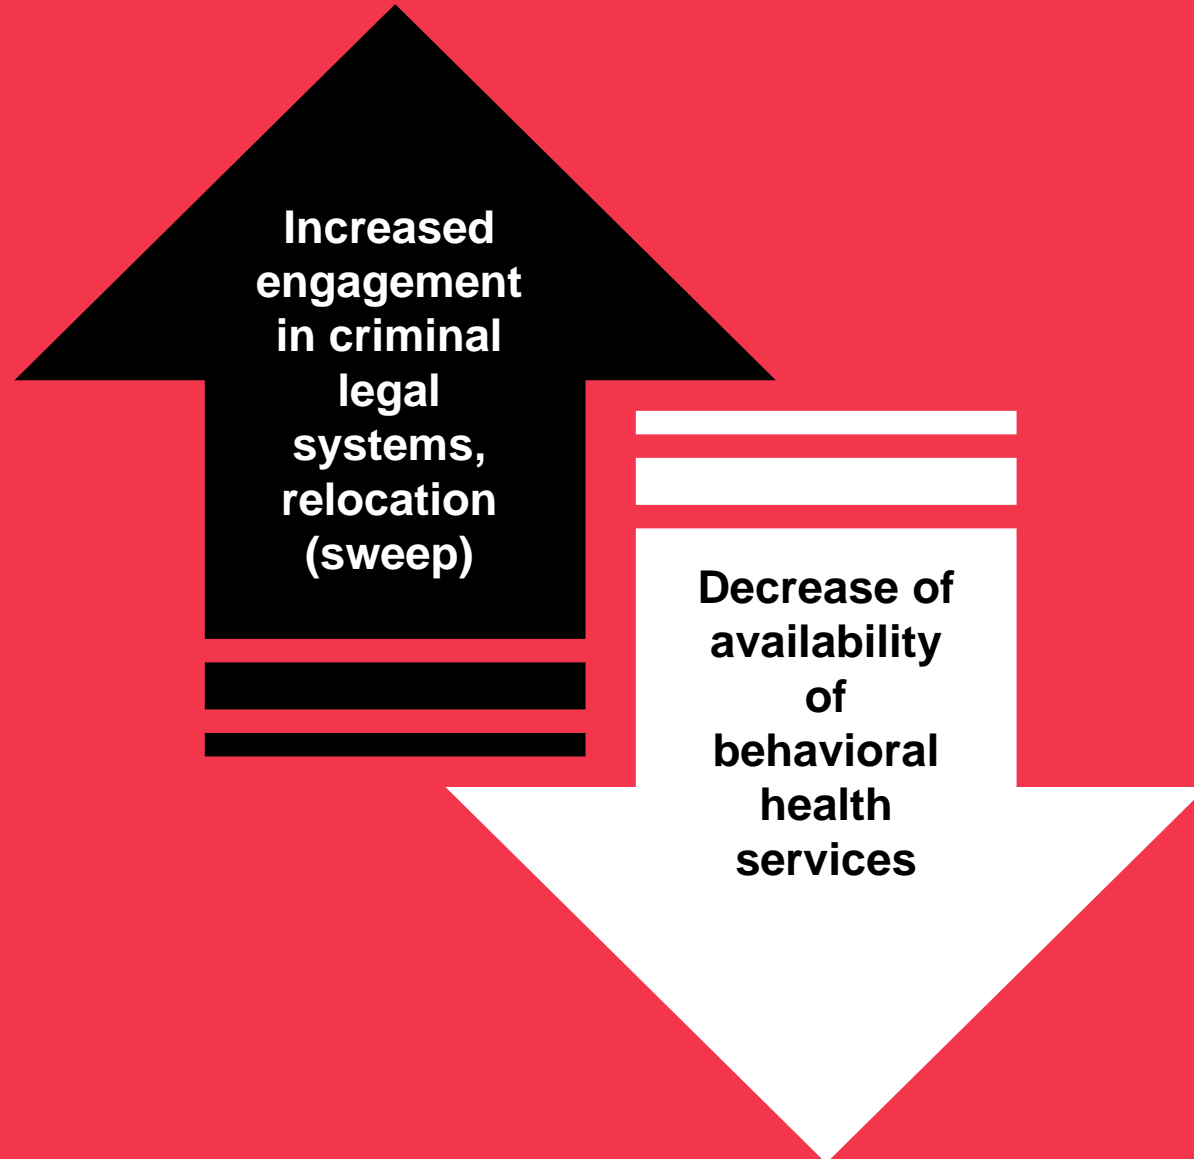 Increased
engagement
in criminal
legal
systems,
relocation
(sweep)
Decrease of
availability
of
behavioral
health
services